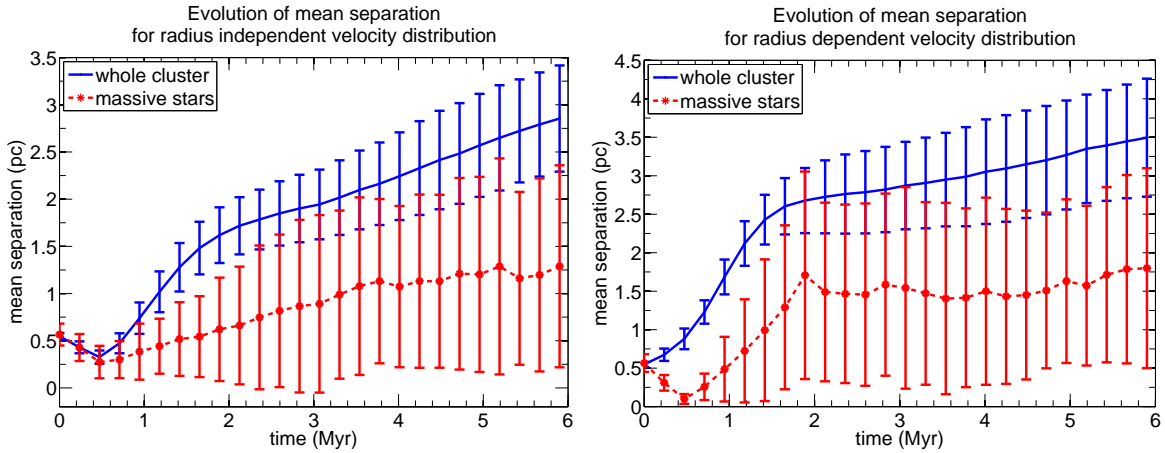 Evolution of mean separation
for radius independent velocity distribution
3.5
3
2.5
2
1.5
1
0.5
0
mean separation (pc)
whole cluster
massive stars
0 1 2 3 4 5 6
time (Myr)
Evolution of mean separation
for radius dependent velocity distribution
4.5
4
3.5
3
2.5
2
1.5
1
0.5
0
mean separation (pc)
whole cluster
massive stars
0 1 2 3 4 5 6
time (Myr)